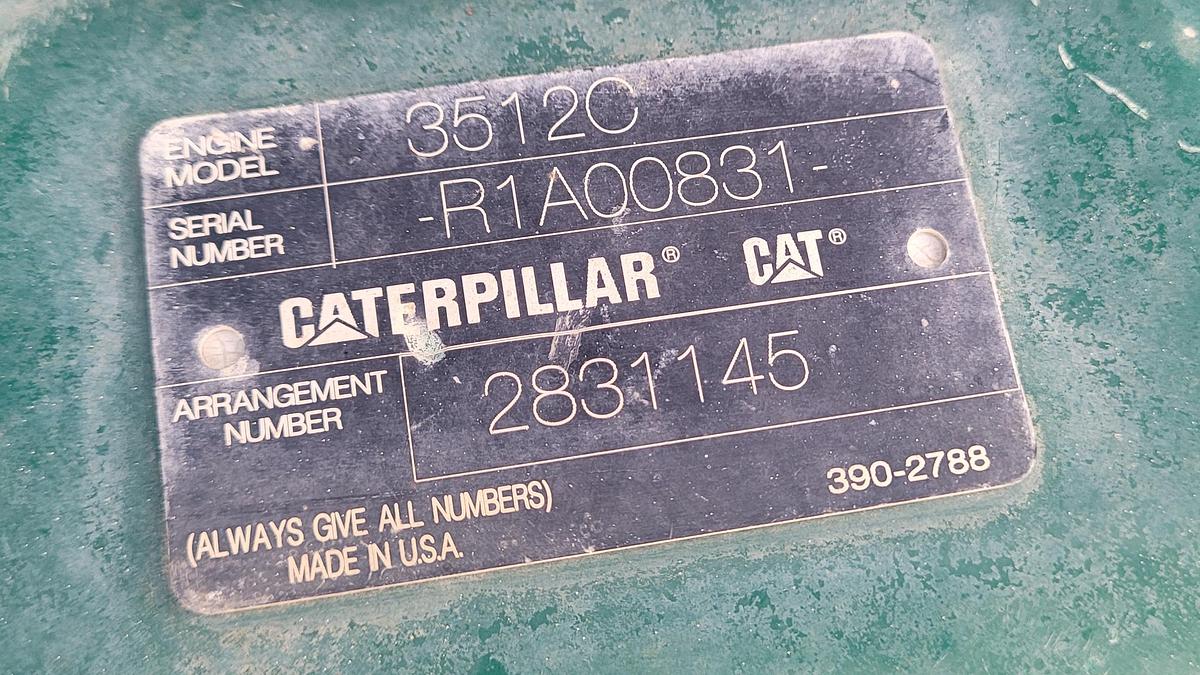 ENGINE MODEL 3512C
SERIAL NUMBER -R1A00831-
CATERPILLAR® CAT®
ARRANGEMENT NUMBER 2831145
390-2788
(ALWAYS GIVE ALL NUMBERS)
MADE IN U.S.A.